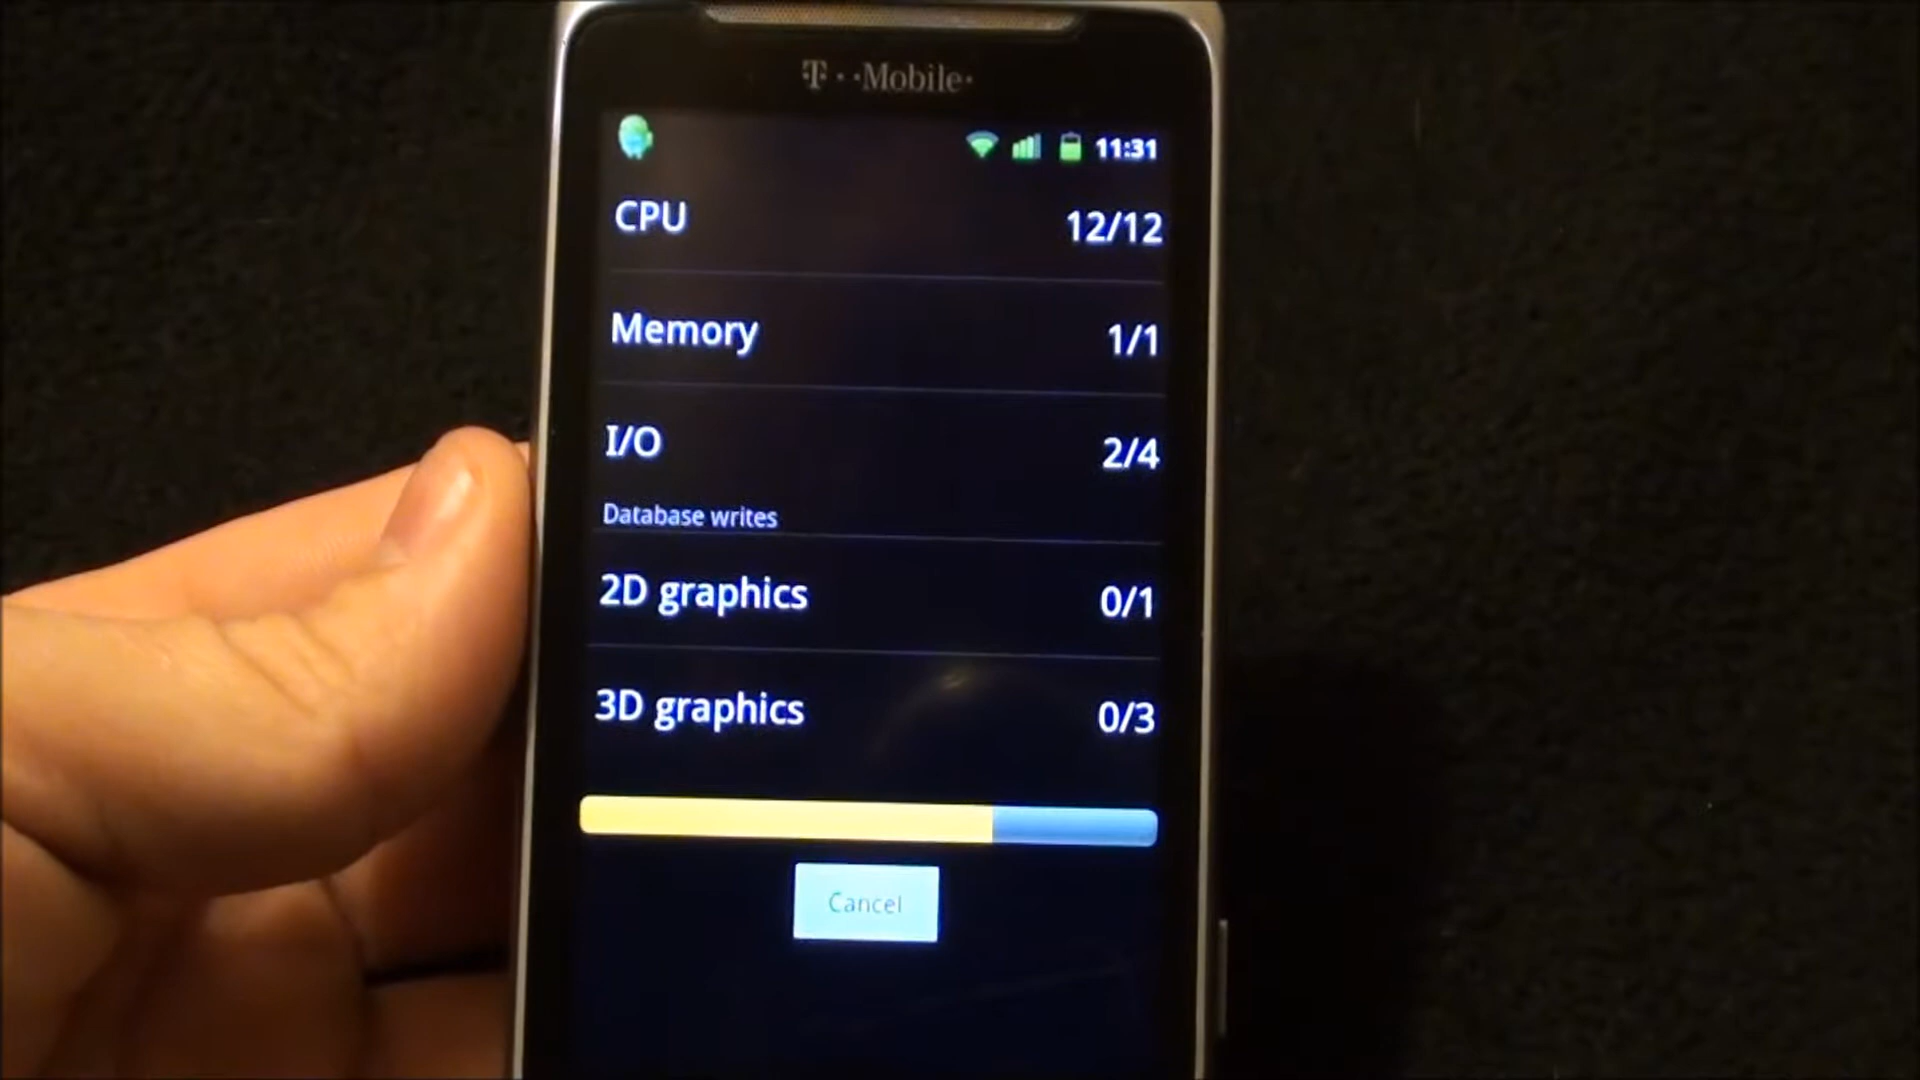 T··Mobile·
11:31
CPU 12/12
Memory 1/1
I/O 2/4
Database writes
2D graphics 0/1
3D graphics 0/3
Cancel